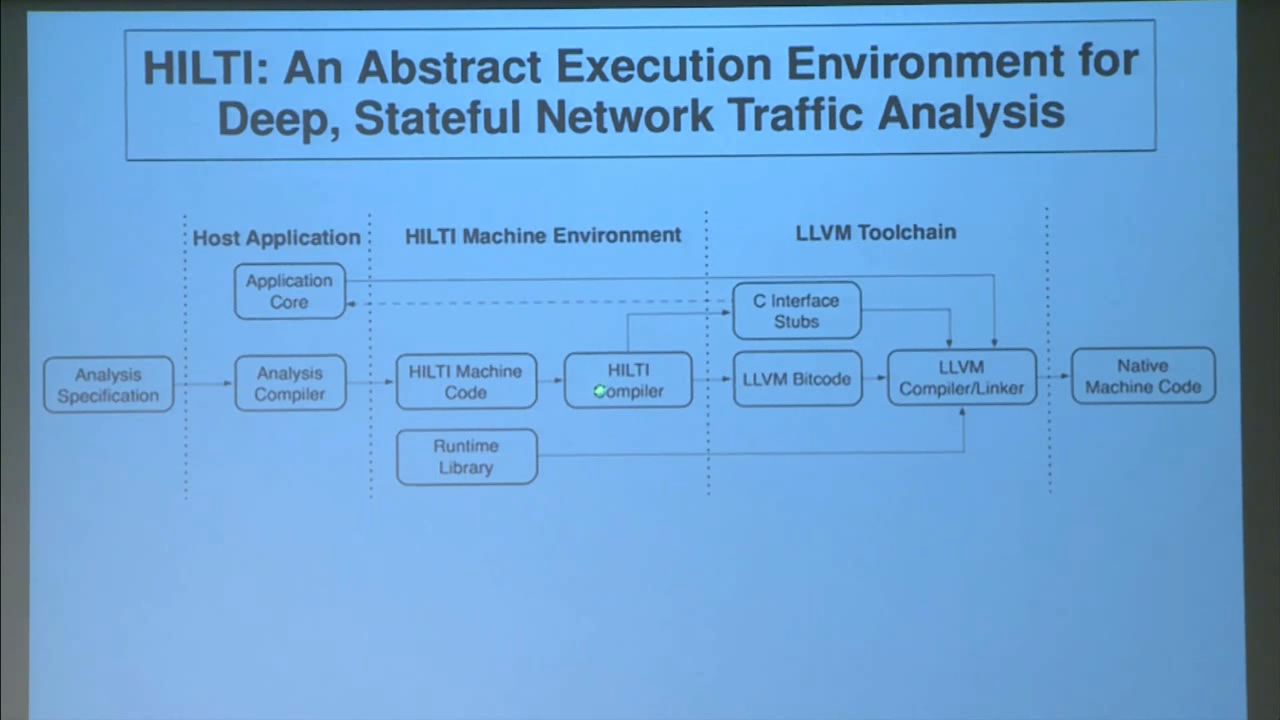 HILTI: An Abstract Execution Environment for
Deep, Stateful Network Traffic Analysis
Host Application
HILTI Machine Environment
LLVM Toolchain
Application
Core
C Interface
Stubs
Analysis
Specification
Analysis
Compiler
HILTI Machine
Code
HILTI
Compiler
LLVM Bitcode
LLVM
Compiler/Linker
Native
Machine Code
Runtime
Library